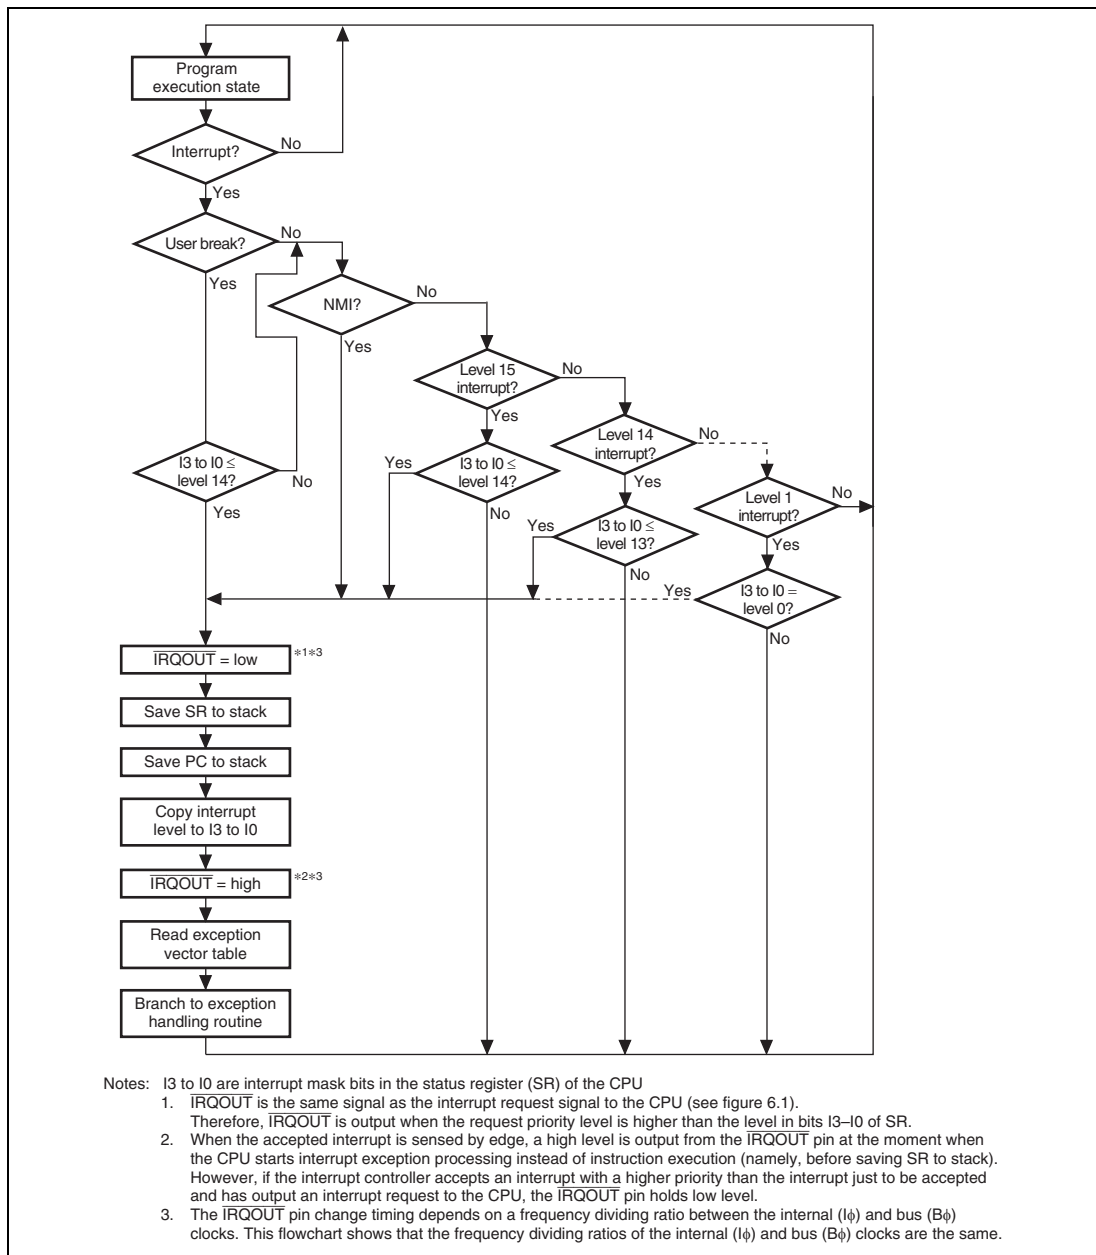 Program
execution state
Interrupt?
No
Yes
User break?
No
Yes
NMI?
No
Yes
Level 15
interrupt?
No
Yes
Level 14
interrupt?
No
Yes
I3 to I0 ≤
level 14?
No
Yes
Yes
I3 to I0 ≤
level 14?
No
Level 1
interrupt?
No
Yes
Yes
I3 to I0 ≤
level 13?
No
Yes
I3 to I0 =
level 0?
No
IRQOUT = low
*1*3
Save SR to stack
Save PC to stack
Copy interrupt
level to I3 to I0
IRQOUT = high
*2*3
Read exception
vector table
Branch to exception
handling routine
Notes: I3 to I0 are interrupt mask bits in the status register (SR) of the CPU
1. IRQOUT is the same signal as the interrupt request signal to the CPU (see figure 6.1).
Therefore, IRQOUT is output when the request priority level is higher than the level in bits I3–I0 of SR.
2. When the accepted interrupt is sensed by edge, a high level is output from the IRQOUT pin at the moment when
the CPU starts interrupt exception processing instead of instruction execution (namely, before saving SR to stack).
However, if the interrupt controller accepts an interrupt with a higher priority than the interrupt just to be accepted
and has output an interrupt request to the CPU, the IRQOUT pin holds low level.
3. The IRQOUT pin change timing depends on a frequency dividing ratio between the internal (Iϕ) and bus (Bϕ)
clocks. This flowchart shows that the frequency dividing ratios of the internal (Iϕ) and bus (Bϕ) clocks are the same.